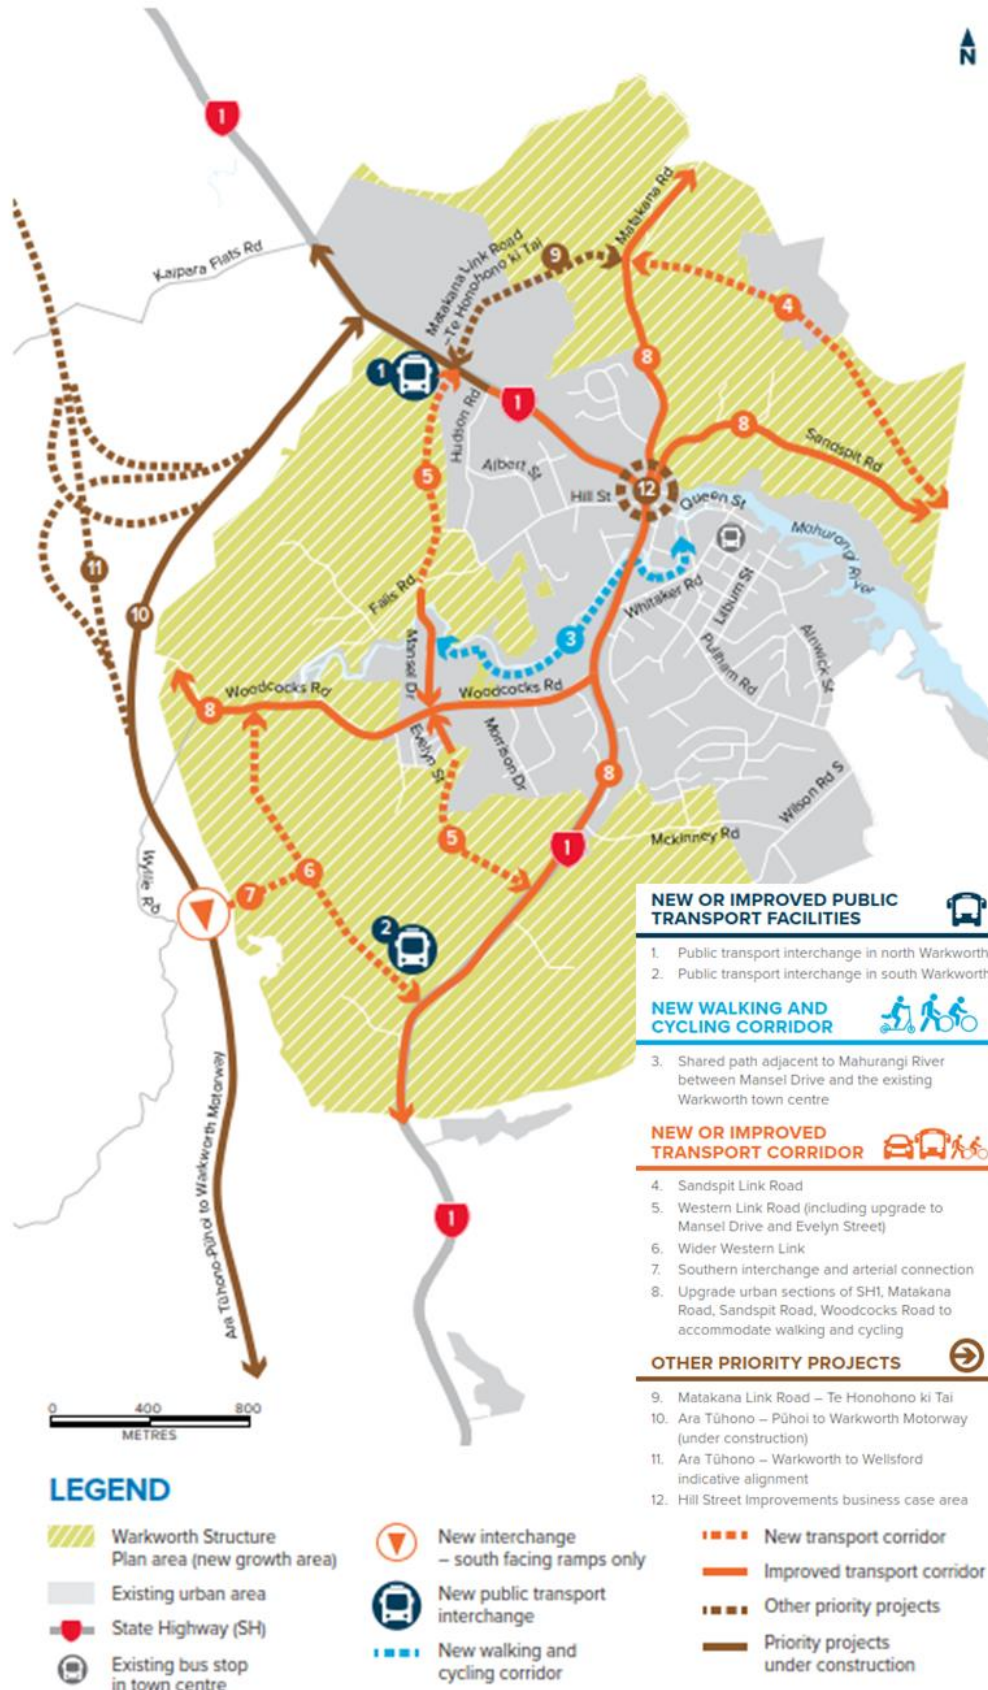 N
1
Kaipara Flats Rd
Matakana Link Road
-Te Honohono ki Tai
9
Matakana Rd
4
8
1
1
Hudson Rd
Albert St
8
Sandspit Rd
5
Hill St
12
Queen St
Mahurangi
River
11
10
Falls Rd
Whitaker Rd
Lilburn St
Pulham Rd
Alnwick St
3
Mansel Dr
Woodcocks Rd
Woodcocks Rd
8
Evelyn St
Morrison Dr
8
Wilson Rd S
Mckinney Rd
1
5
6
7
Wyllie Rd
2
Ara Tūhono-Pūhoi to Warkworth Motorway
1
NEW OR IMPROVED PUBLIC
TRANSPORT FACILITIES
1. Public transport interchange in north Warkworth
2. Public transport interchange in south Warkworth
NEW WALKING AND
CYCLING CORRIDOR
3. Shared path adjacent to Mahurangi River
between Mansel Drive and the existing
Warkworth town centre
NEW OR IMPROVED
TRANSPORT CORRIDOR
4. Sandspit Link Road
5. Western Link Road (including upgrade to
Mansel Drive and Evelyn Street)
6. Wider Western Link
7. Southern interchange and arterial connection
8. Upgrade urban sections of SH1, Matakana
Road, Sandspit Road, Woodcocks Road to
accommodate walking and cycling
OTHER PRIORITY PROJECTS
9. Matakana Link Road – Te Honohono ki Tai
10. Ara Tūhono – Pūhoi to Warkworth Motorway
(under construction)
11. Ara Tūhono – Warkworth to Wellsford
indicative alignment
12. Hill Street Improvements business case area
0 400 800
METRES
LEGEND
Warkworth Structure
Plan area (new growth area)
Existing urban area
State Highway (SH)
Existing bus stop
in town centre
New interchange
– south facing ramps only
New public transport
interchange
New walking and
cycling corridor
New transport corridor
Improved transport corridor
Other priority projects
Priority projects
under construction